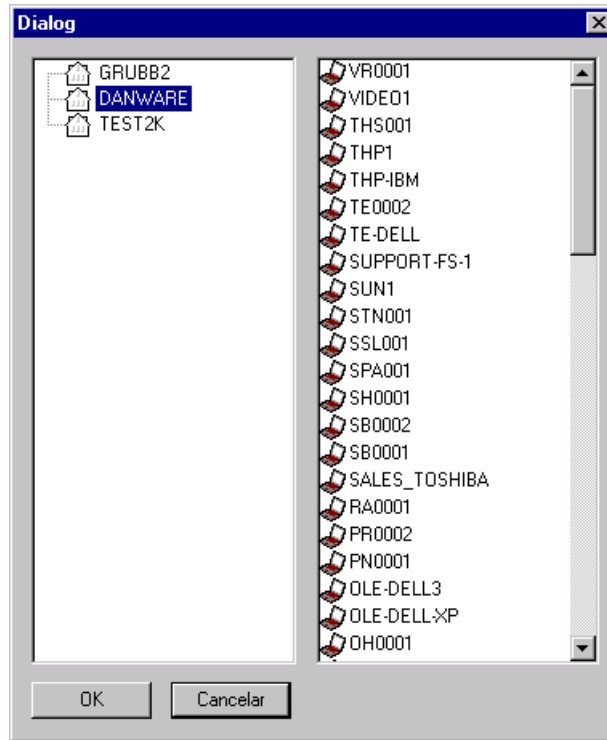 Dialog
GRUBB2
DANWARE
TEST2K
VR0001
VIDEO1
THS001
THP1
THP-IBM
TE0002
TE-DELL
SUPPORT-FS-1
SUN1
STN001
SSL001
SPA001
SH0001
SB0002
SB0001
SALES_TOSHIBA
RA0001
PR0002
PN0001
OLE-DELL3
OLE-DELL-XP
OH0001
OK
Cancelar